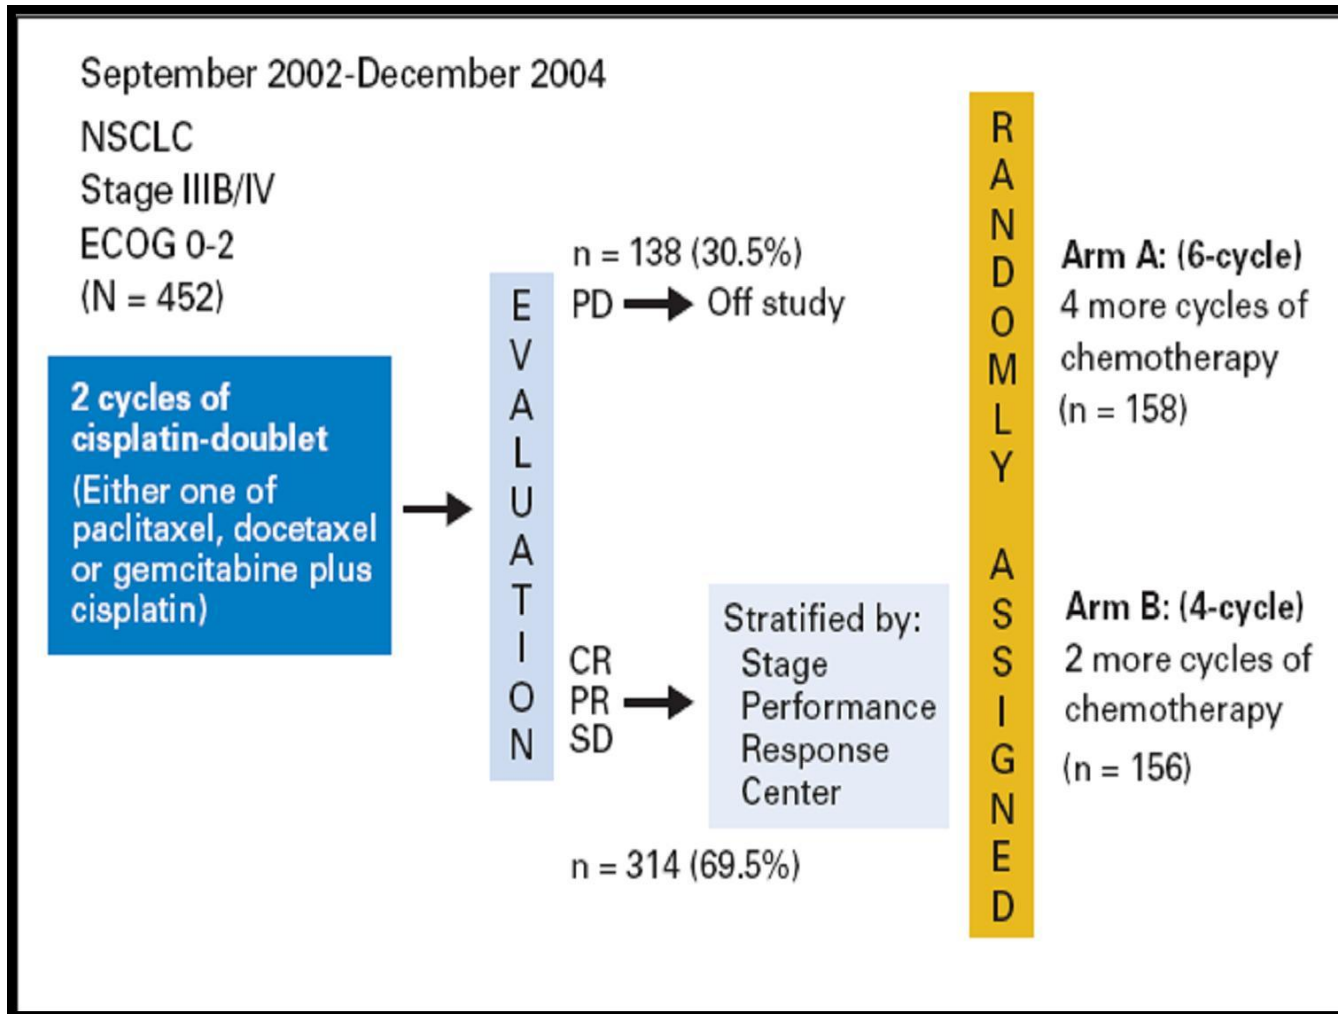 September 2002-December 2004
NSCLC
Stage IIIB/IV
ECOG 0-2
(N = 452)
2 cycles of
cisplatin-doublet
(Either one of
paclitaxel, docetaxel
or gemcitabine plus
cisplatin)
EVALUATION
n = 138 (30.5%)
PD
Off study
CR
PR
SD
n = 314 (69.5%)
Stratified by:
Stage
Performance
Response
Center
RANDOMLY ASSIGNED
Arm A: (6-cycle)
4 more cycles of
chemotherapy
(n = 158)
Arm B: (4-cycle)
2 more cycles of
chemotherapy
(n = 156)